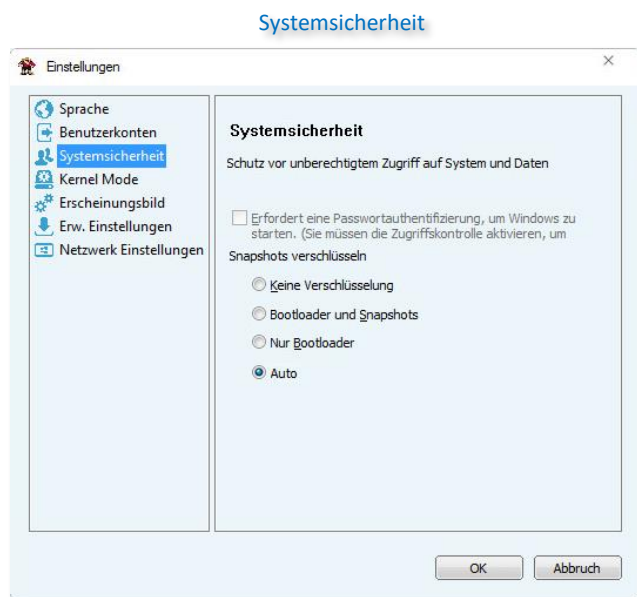 Systemsicherheit
Einstellungen
Sprache
Benutzerkonten
Systemsicherheit
Kernel Mode
Erscheinungsbild
Erw. Einstellungen
Netzwerk Einstellungen
Systemsicherheit
Schutz vor unberechtigtem Zugriff auf System und Daten
Erfordert eine Passwortauthentifizierung, um Windows zu
starten. (Sie müssen die Zugriffskontrolle aktivieren, um
Snapshots verschlüsseln
Keine Verschlüsselung
Bootloader und Snapshots
Nur Bootloader
Auto
OK
Abbruch